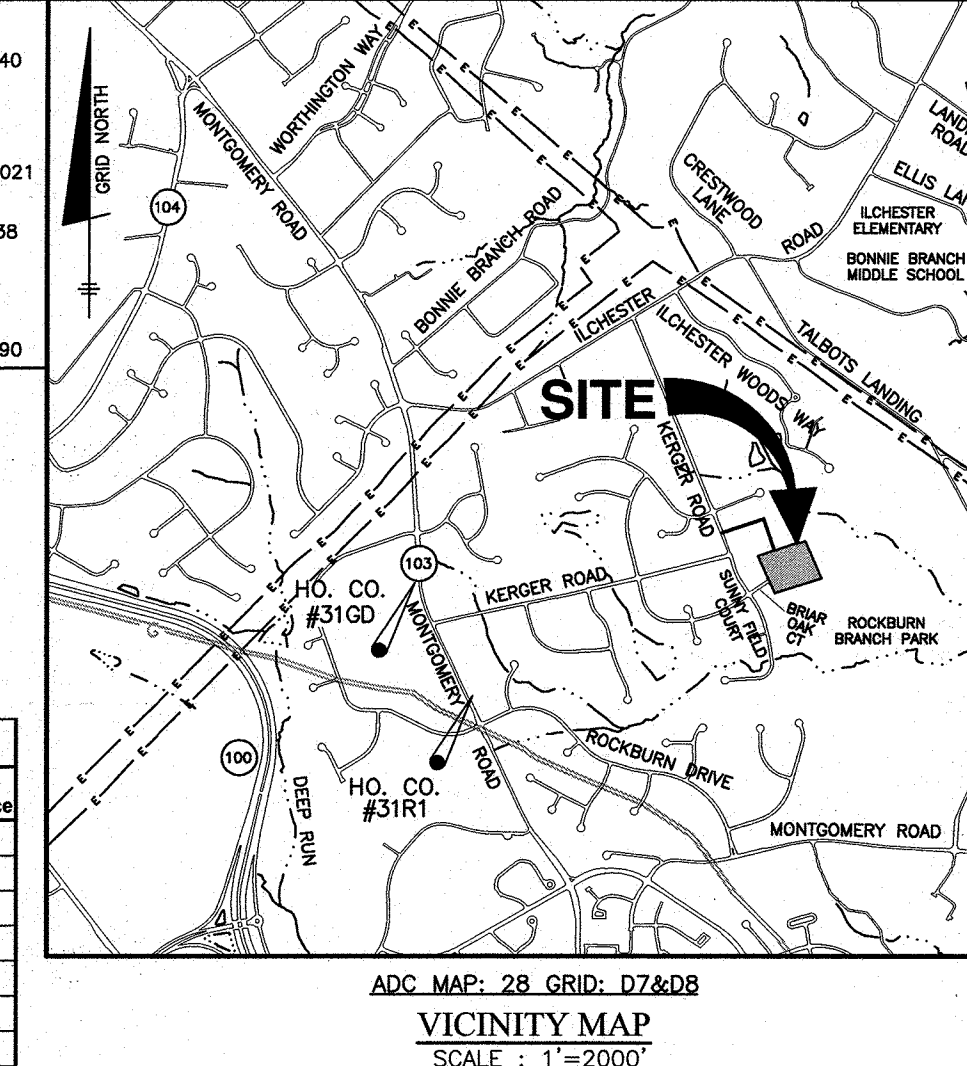 40
021
38
90
ce
GRID NORTH
104
MONTGOMERY ROAD
WORTHINGTON WAY
BONNIE BRANCH ROAD
CRESTWOOD
LANE
ROAD
ELLIS
ILCHESTER
ELEMENTARY
BONNIE BRANCH
MIDDLE SCHOOL
ILCHESTER
ILCHESTER WOODS WAY
TALBOTS LANDING
SITE
KERGER ROAD
103
HO. CO.
#31GD
KERGER ROAD
SUNNY FIELD
COURT
BRIAR
OAK
CT
ROCKBURN
BRANCH PARK
MONTGOMERY
ROAD
100
DEEP RUN
HO. CO.
#31R1
ROCKBURN DRIVE
MONTGOMERY ROAD
E E E E E E E E E E E E E E E E E E E E E E E E
ADC MAP: 28 GRID: D7&D8
VICINITY MAP
SCALE : 1'=2000'